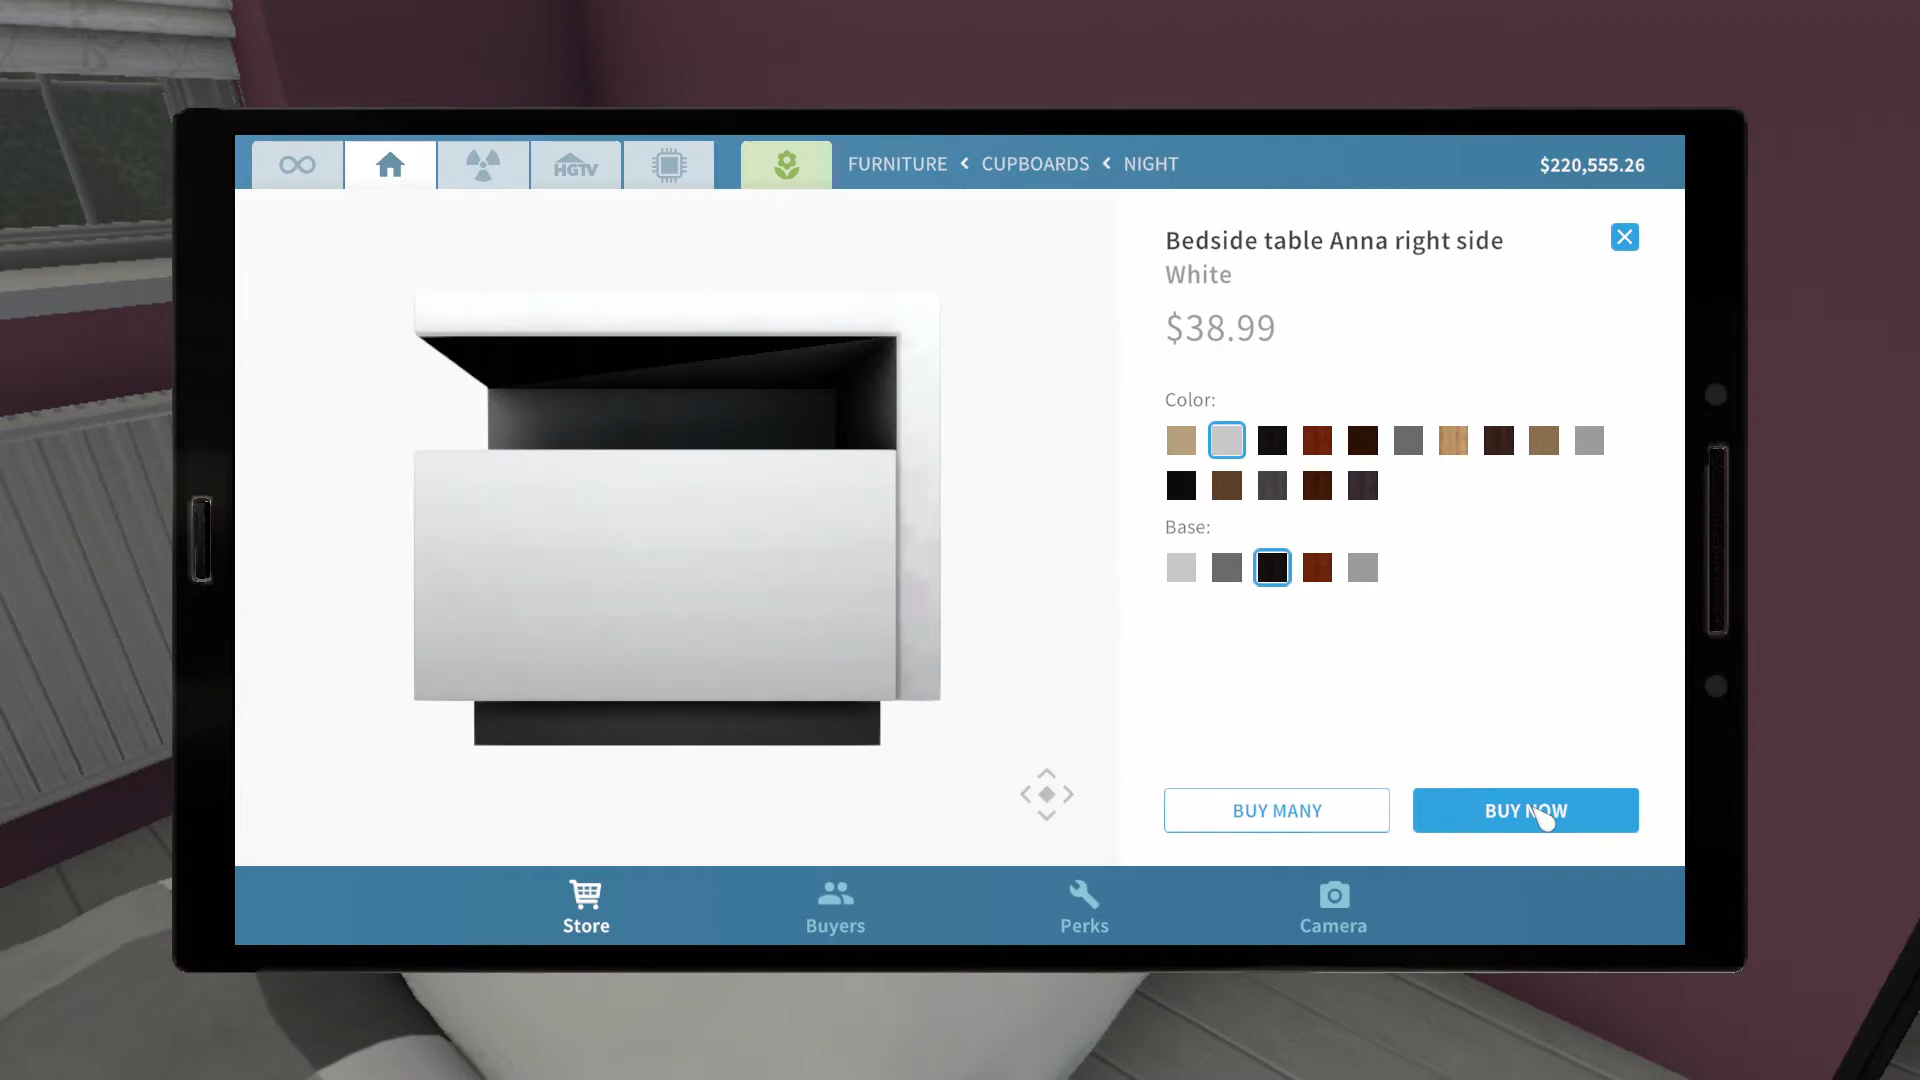 HGTV
FURNITURE < CUPBOARDS < NIGHT
$220,555.26
Bedside table Anna right side
White
$38.99
Color:
Base:
BUY MANY
BUY NOW
Store
Buyers
Perks
Camera